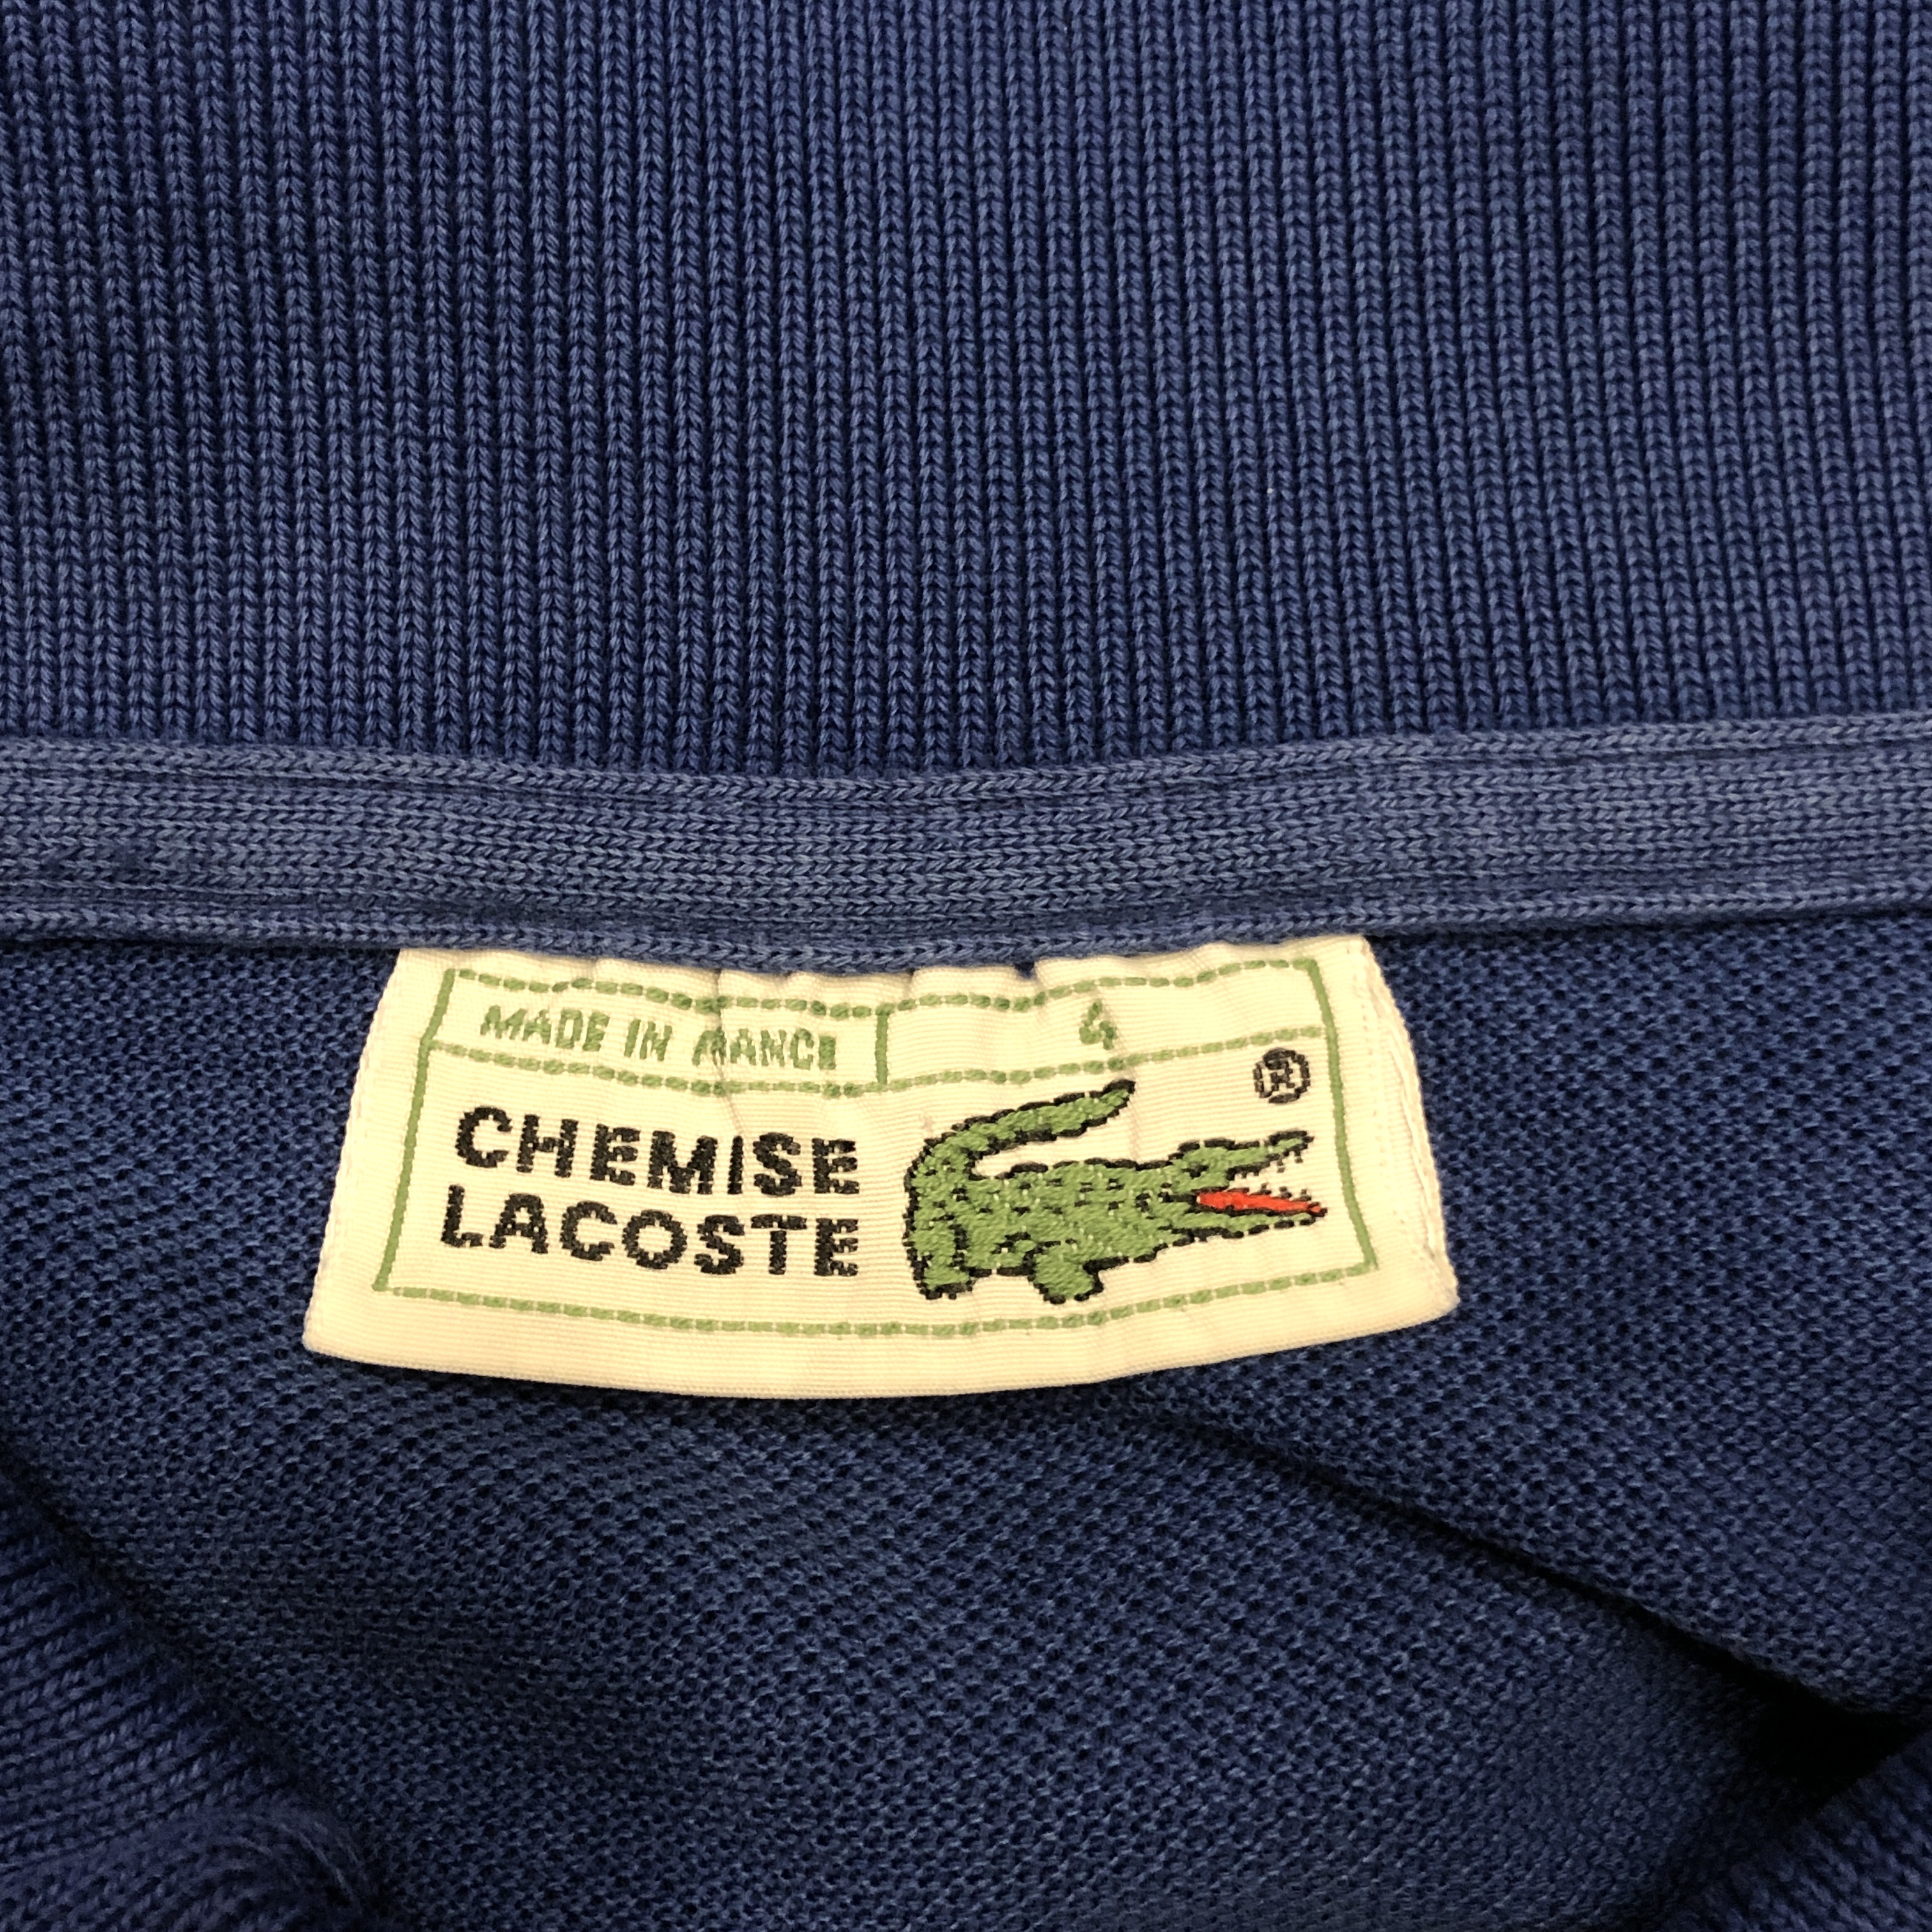 MADE IN FRANCE 4
®
CHEMISE
LACOSTE